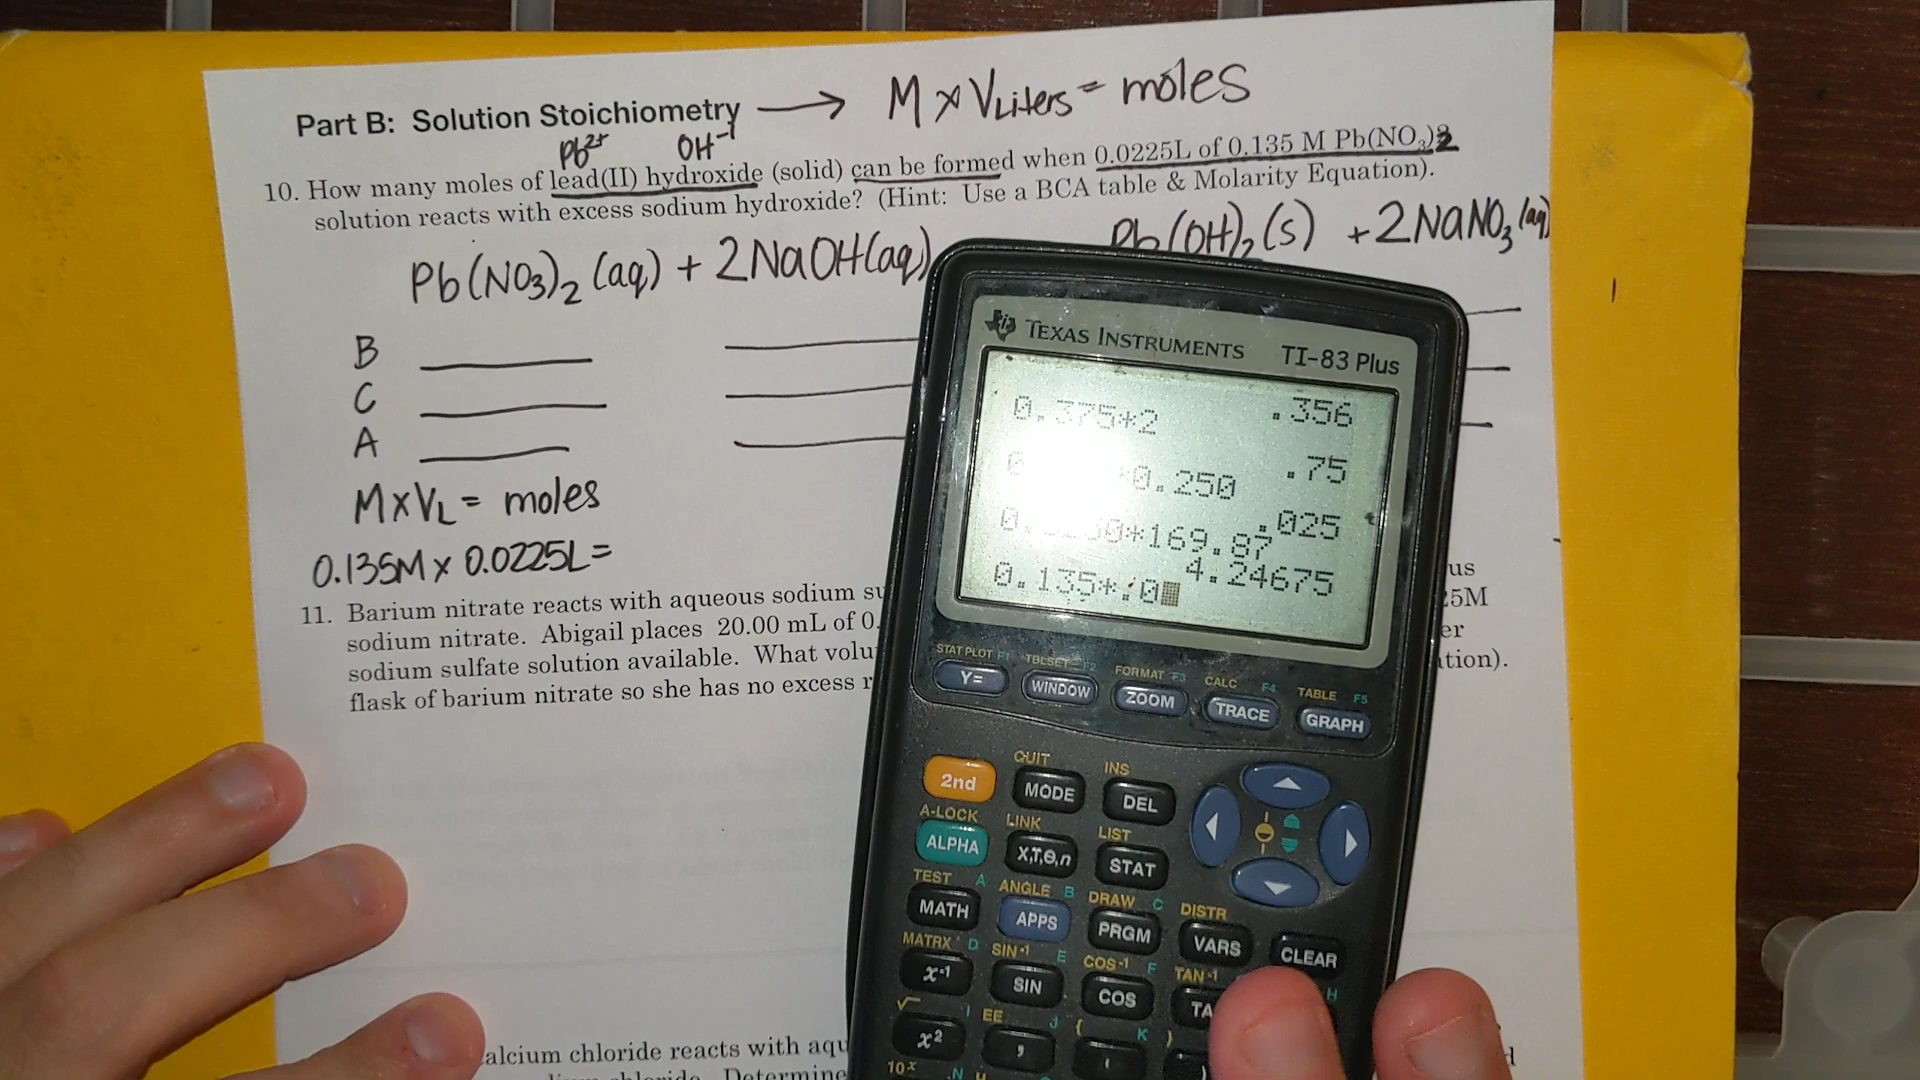 Part B: Solution Stoichiometry → M x VLiters = moles
Pb²⁺ OH⁻¹
10. How many moles of lead(II) hydroxide (solid) can be formed when 0.0225L of 0.135 M Pb(NO₃)₂
solution reacts with excess sodium hydroxide? (Hint: Use a BCA table & Molarity Equation).
Pb(NO₃)₂ (aq) + 2NaOH(aq) Pb(OH)₂(s) + 2NaNO₃(aq)
B
C
A
MxVL = moles
0.135M x 0.0225L =
11. Barium nitrate reacts with aqueous sodium su us
sodium nitrate. Abigail places 20.00 mL of 0. 25M
sodium sulfate solution available. What volu er
flask of barium nitrate so she has no excess r tion).
alcium chloride reacts with aqu
chloride. Determine
TEXAS INSTRUMENTS TI-83 Plus
.356
0.375*2
.75
*0.250
.025
0*169.87
4.24675
0.135*.0
STAT PLOT F1 TBLSET F2 FORMAT F3 CALC F4 TABLE F5
Y= WINDOW ZOOM TRACE GRAPH
QUIT INS
2nd MODE DEL
A-LOCK LINK LIST
ALPHA X,T,θ,n STAT
TEST A ANGLE B DRAW C DISTR
MATH APPS PRGM VARS CLEAR
MATRX D SIN⁻¹ E COS⁻¹ F TAN⁻¹ H
x⁻¹ SIN COS TA
√ I EE J { K }
x² , (
10ˣ N